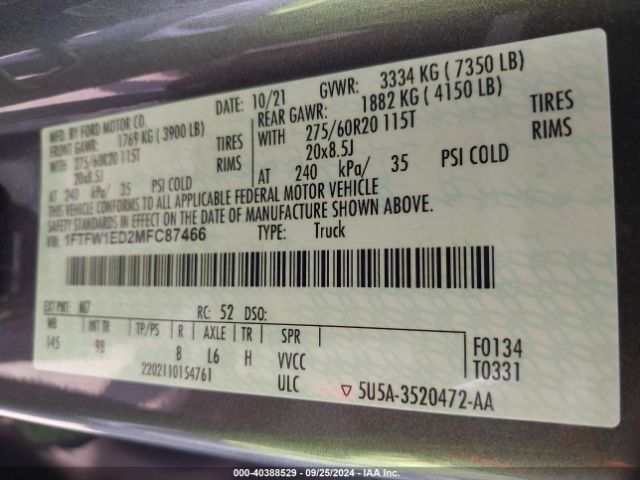 MFD. BY FORD MOTOR CO. DATE: 10/21 GVWR: 3334 KG ( 7350 LB)
FRONT GAWR: 1769 KG ( 3900 LB) REAR GAWR: 1882 KG ( 4150 LB)
WITH 275/60R20 115T TIRES WITH 275/60R20 115T TIRES
20x8.5J RIMS 20x8.5J RIMS
AT 240 kPa/ 35 PSI COLD AT 240 kPa/ 35 PSI COLD
THIS VEHICLE CONFORMS TO ALL APPLICABLE FEDERAL MOTOR VEHICLE
SAFETY STANDARDS IN EFFECT ON THE DATE OF MANUFACTURE SHOWN ABOVE.
VIN: 1FTFW1ED2MFC87466 TYPE: Truck
EXT PNT: M7 RC: 52 DSO:
WB INT TR TP/PS R AXLE TR SPR
145 9B 8 L6 H VVCC F0134
2202110154761 ULC T0331
▽ 5U5A-3520472-AA
000-40388529 - 09/25/2024 - IAA Inc.